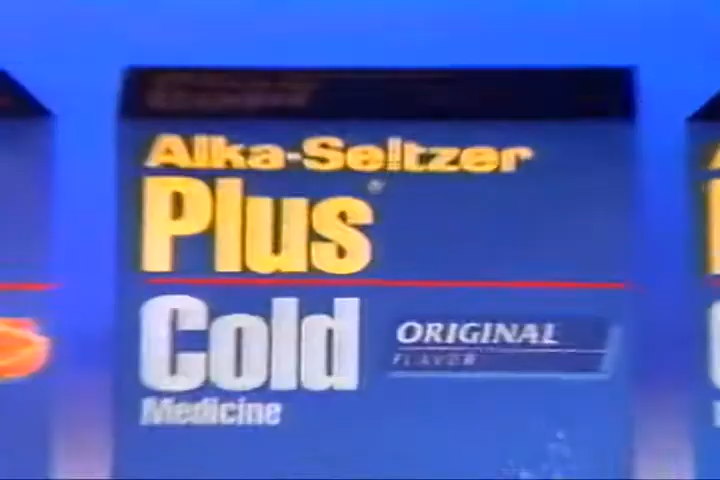 Alka-Seltzer
Plus®
Cold
Medicine
ORIGINAL
FLAVOR